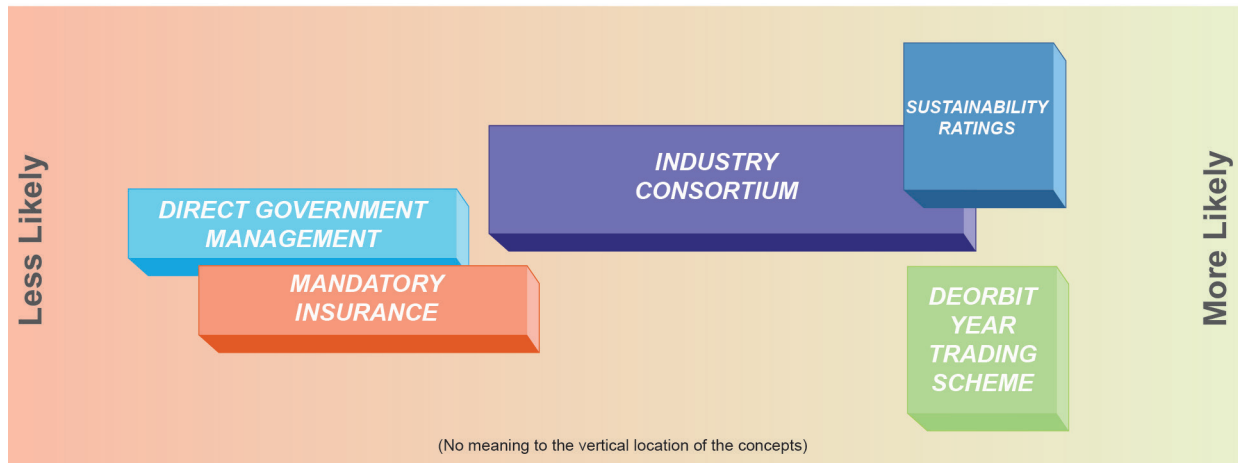 Less Likely
DIRECT GOVERNMENT
MANAGEMENT
MANDATORY
INSURANCE
INDUSTRY
CONSORTIUM
SUSTAINABILITY
RATINGS
DEORBIT
YEAR
TRADING
SCHEME
More Likely
(No meaning to the vertical location of the concepts)